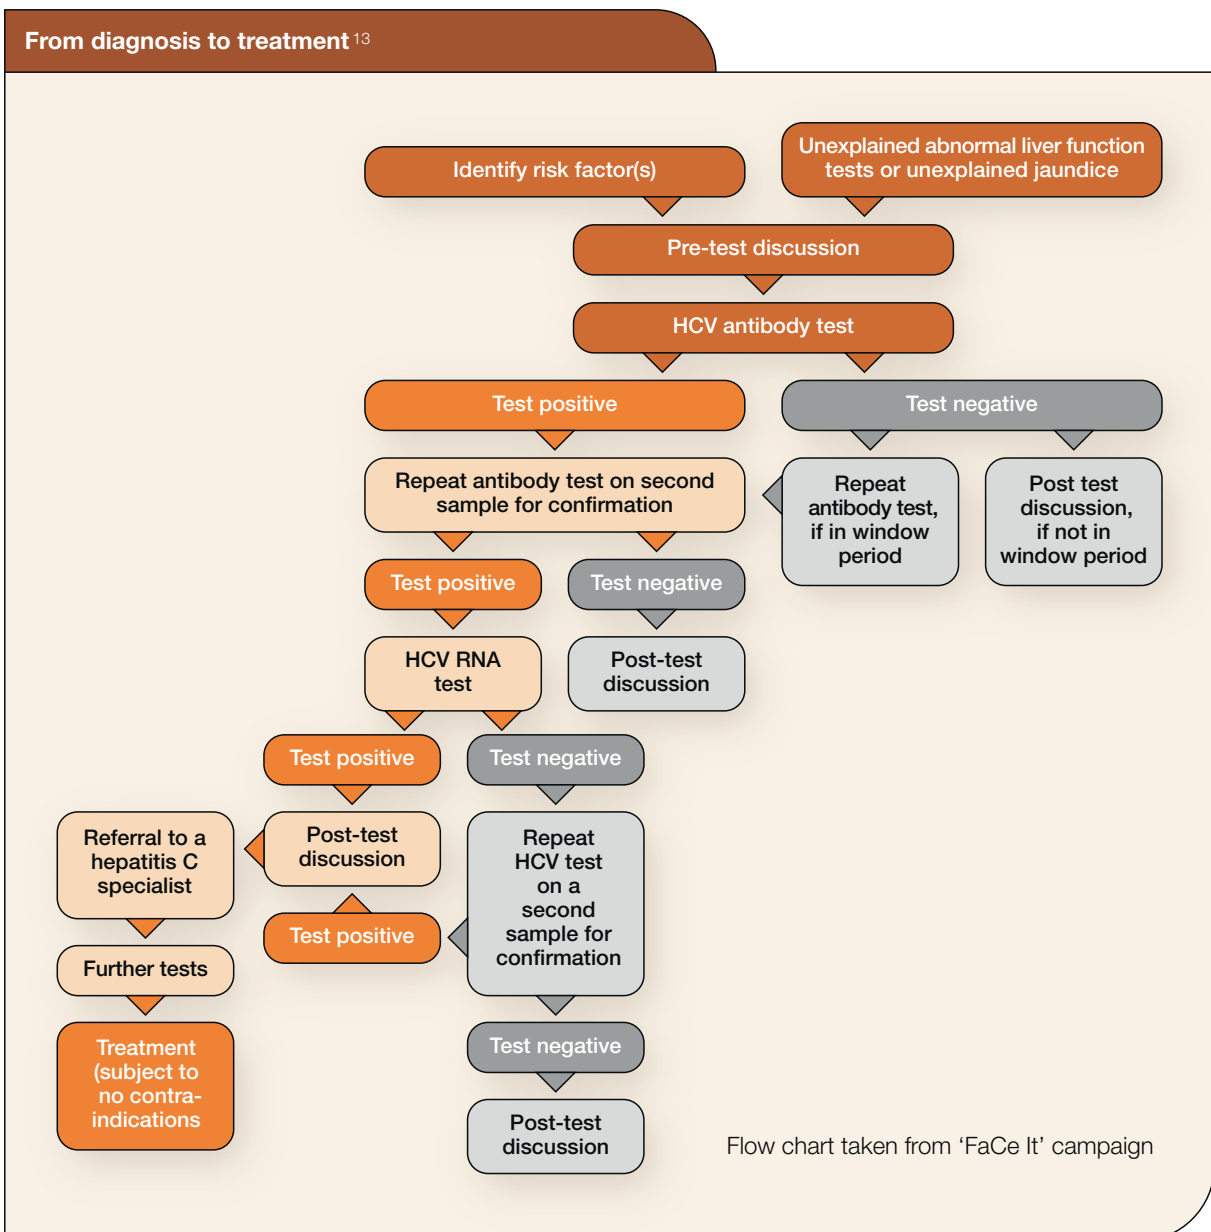 From diagnosis to treatment 13
Identify risk factor(s)
Unexplained abnormal liver function
tests or unexplained jaundice
Pre-test discussion
HCV antibody test
Test positive
Test negative
Repeat antibody test on second
sample for confirmation
Repeat
antibody test,
if in window
period
Post test
discussion,
if not in
window period
Test positive
Test negative
HCV RNA
test
Post-test
discussion
Test positive
Test negative
Referral to a
hepatitis C
specialist
Post-test
discussion
Repeat
HCV test
on a
second
sample for
confirmation
Test positive
Further tests
Treatment
(subject to
no contra-
indications
Test negative
Post-test
discussion
Flow chart taken from ‘FaCe It’ campaign